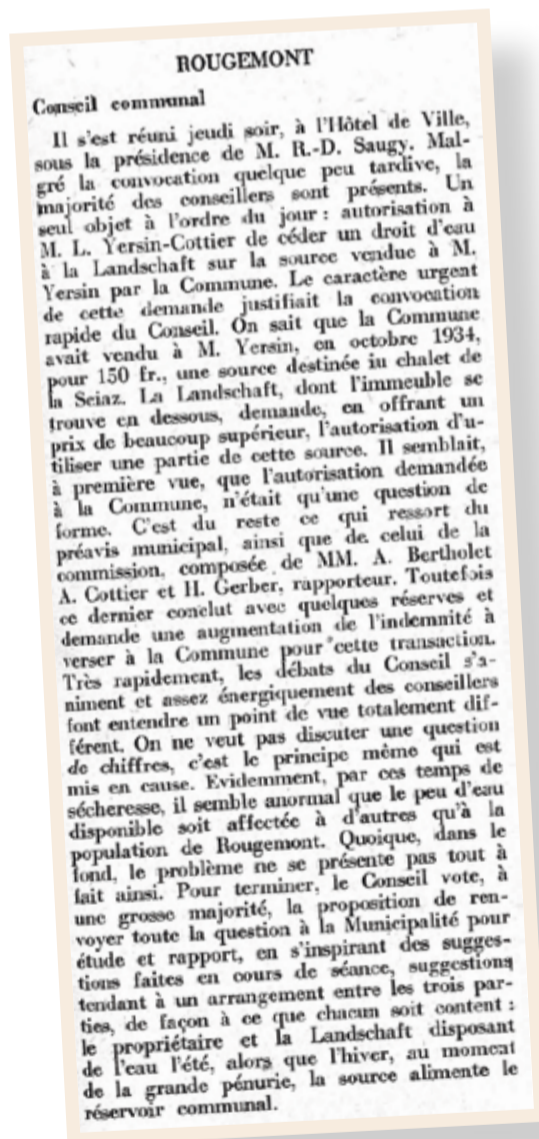 ROUGEMONT
Conseil communal
Il s'est réuni jeudi soir, à l'Hôtel de Ville,
sous la présidence de M. R.-D. Saugy. Mal-
gré la convocation quelque peu tardive, la
majorité des conseillers sont présents. Un
seul objet à l'ordre du jour : autorisation à
M. L. Yersin-Cottier de céder un droit d'eau
à la Landschaft sur la source vendue à M.
Yersin par la Commune. Le caractère urgent
de cette demande justifiait la convocation
rapide du Conseil. On sait que la Commune
avait vendu à M. Yersin, en octobre 1934,
pour 150 fr., une source destinée iu chalet de
la Sciaz. La Landschaft, dont l'immeuble se
trouve en dessous, demande, en offrant un
prix de beaucoup supérieur, l'autorisation d'u-
tiliser une partie de cette source. Il semblait,
à première vue, que l'autorisation demandée
à la Commune, n'était qu'une question de
forme. C'est du reste ce qui ressort du
préavis municipal, ainsi que de celui de la
commission, composée de MM. A. Bertholet
A. Cottier et H. Gerber, rapporteur. Toutefois
ce dernier conclut avec quelques réserves et
demande une augmentation de l'indemnité à
verser à la Commune pour cette transaction.
Très rapidement, les débats du Conseil s'a-
niment et assez énergiquement des conseillers
font entendre un point de vue totalement dif-
férent. On ne veut pas discuter une question
de chiffres, c'est le principe même qui est
mis en cause. Evidemment, par ces temps de
sécheresse, il semble anormal que le peu d'eau
disponible soit affectée à d'autres qu'à la
population de Rougemont. Quoique, dans le
fond, le problème ne se présente pas tout à
fait ainsi. Pour terminer, le Conseil vote, à
une grosse majorité, la proposition de ren-
voyer toute la question à la Municipalité pour
étude et rapport, en s'inspirant des sugges-
tions faites en cours de séance, suggestions
tendant à un arrangement entre les trois par-
ties, de façon à ce que chacun soit content :
le propriétaire et la Landschaft disposant
de l'eau l'été, alors que l'hiver, au moment
de la grande pénurie, la source alimente le
réservoir communal.